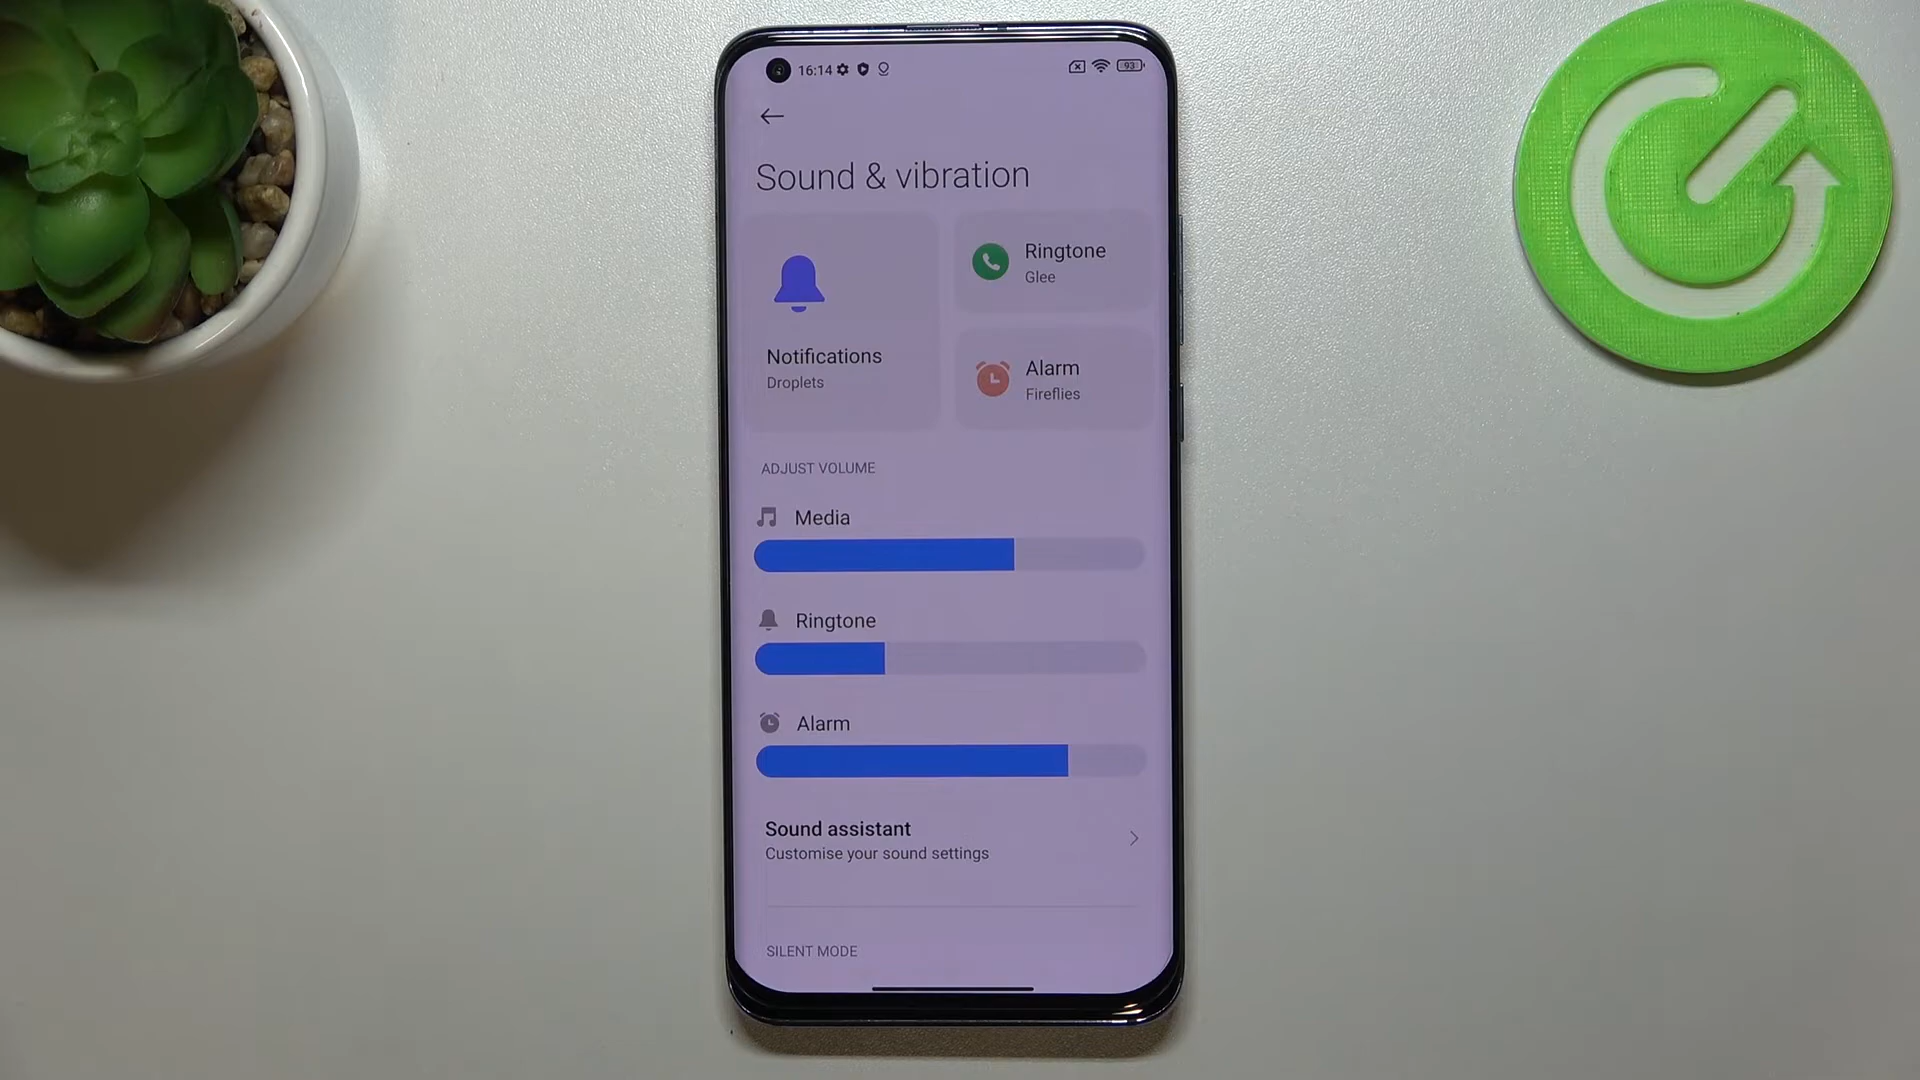 16:14
93
Sound & vibration
Notifications
Droplets
Ringtone
Glee
Alarm
Fireflies
ADJUST VOLUME
Media
Ringtone
Alarm
Sound assistant
Customise your sound settings
SILENT MODE